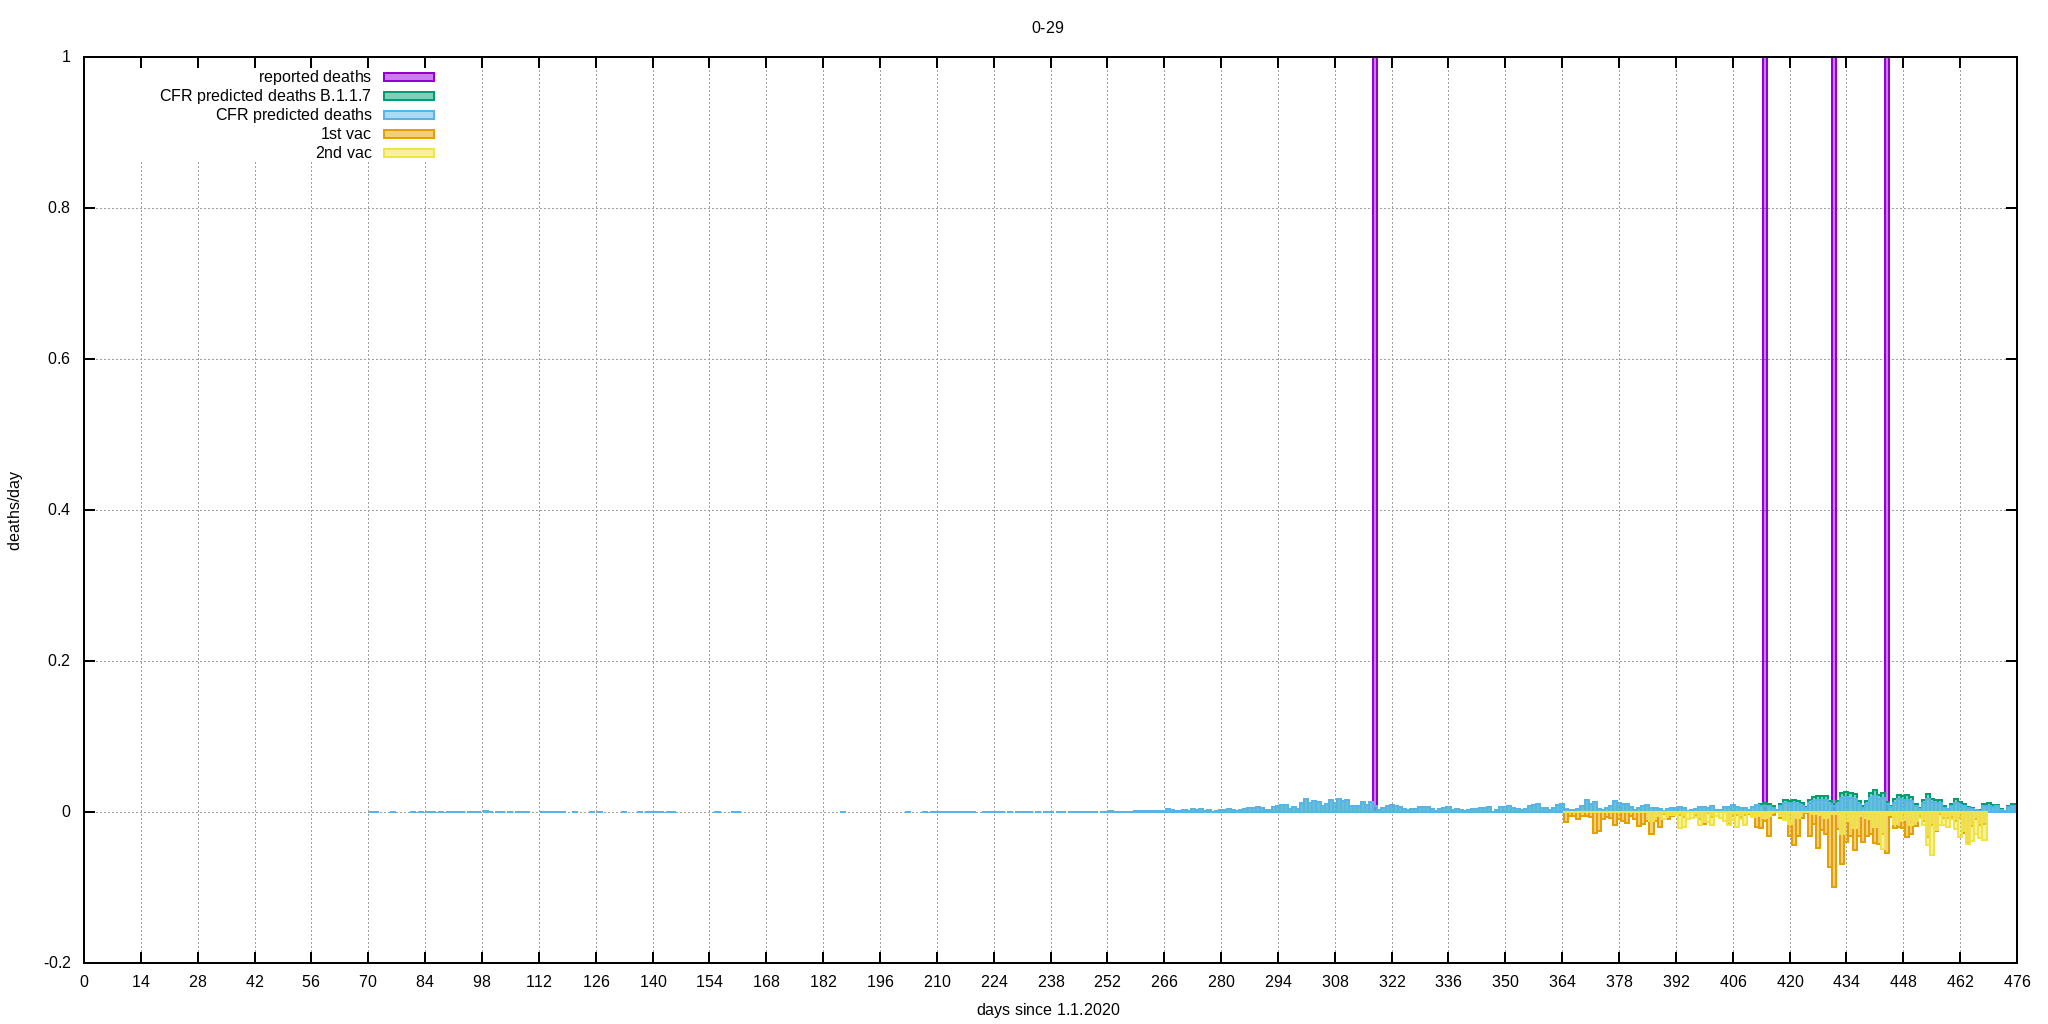 0-29
1
reported deaths
CFR predicted deaths B.1.1.7
CFR predicted deaths
1st vac
2nd vac
0.8
0.6
0.4
deaths/day
0.2
0
-0.2
0 14 28 42 56 70 84 98 112 126 140 154 168 182 196 210 224 238 252 266 280 294 308 322 336 350 364 378 392 406 420 434 448 462 476
days since 1.1.2020